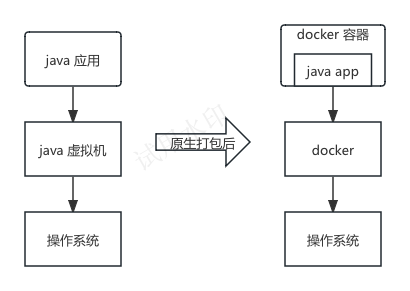 java 应用
java 虚拟机
操作系统
原生打包后
docker 容器
java app
docker
操作系统